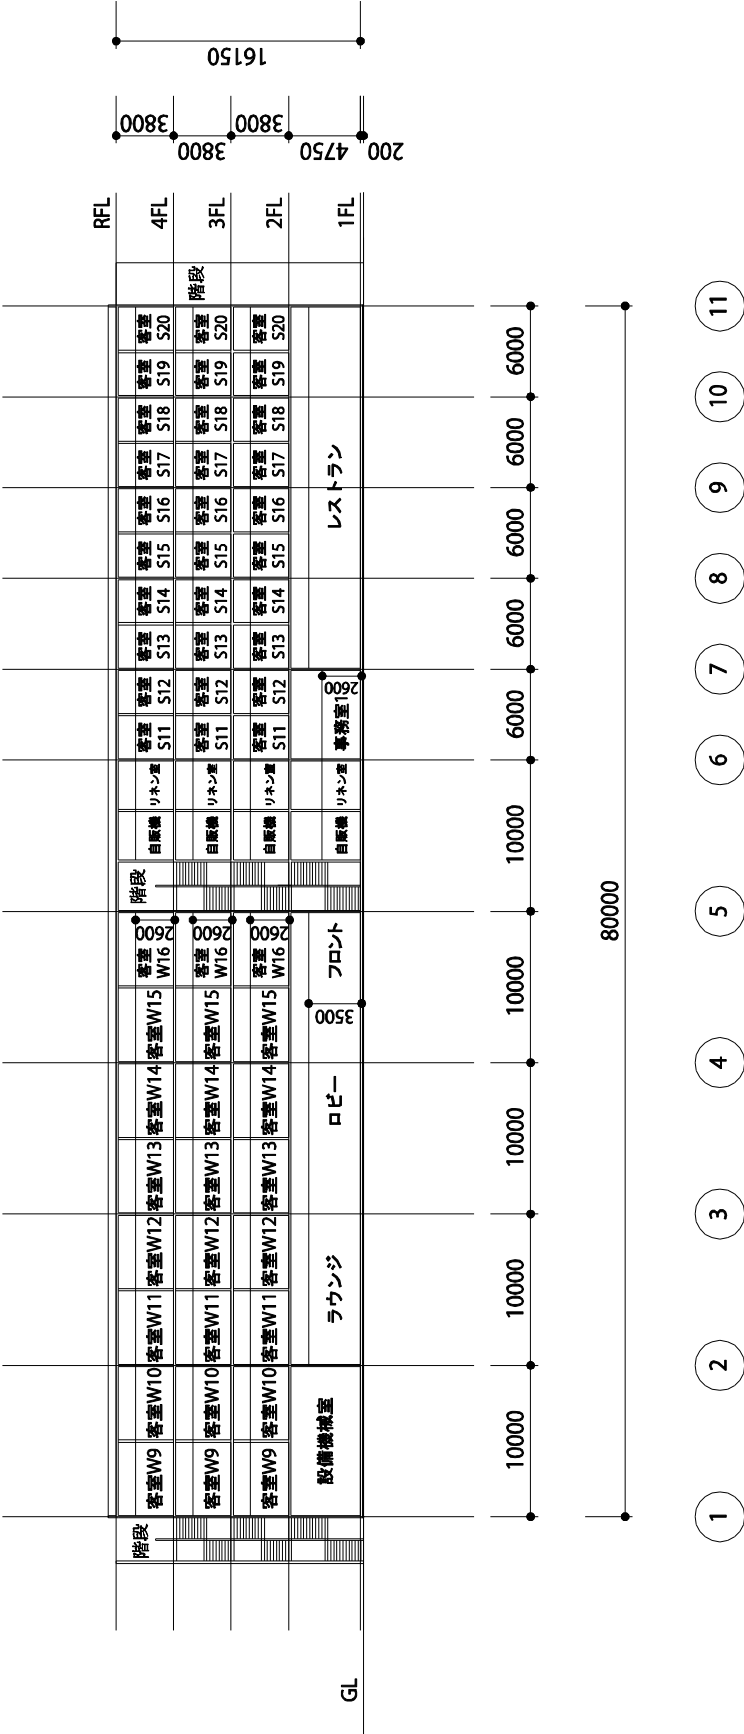 16150
3800
3800
3800
4750
200
RFL
4FL
3FL
2FL
1FL
GL
階段
階段
階段
客室W9
客室W10
客室W11
客室W12
客室W13
客室W14
客室W15
客室
W16
2600
自販機
リネン室
客室
S11
客室
S12
客室
S13
客室
S14
客室
S15
客室
S16
客室
S17
客室
S18
客室
S19
客室
S20
客室W9
客室W10
客室W11
客室W12
客室W13
客室W14
客室W15
客室
W16
2600
自販機
リネン室
客室
S11
客室
S12
客室
S13
客室
S14
客室
S15
客室
S16
客室
S17
客室
S18
客室
S19
客室
S20
客室W9
客室W10
客室W11
客室W12
客室W13
客室W14
客室W15
客室
W16
2600
自販機
リネン室
客室
S11
客室
S12
客室
S13
客室
S14
客室
S15
客室
S16
客室
S17
客室
S18
客室
S19
客室
S20
設備機械室
ラウンジ
ロビー
3500
フロント
自販機
リネン室
事務室1
2600
レストラン
10000
10000
10000
10000
10000
6000
6000
6000
6000
6000
80000
1
2
3
4
5
6
7
8
9
10
11